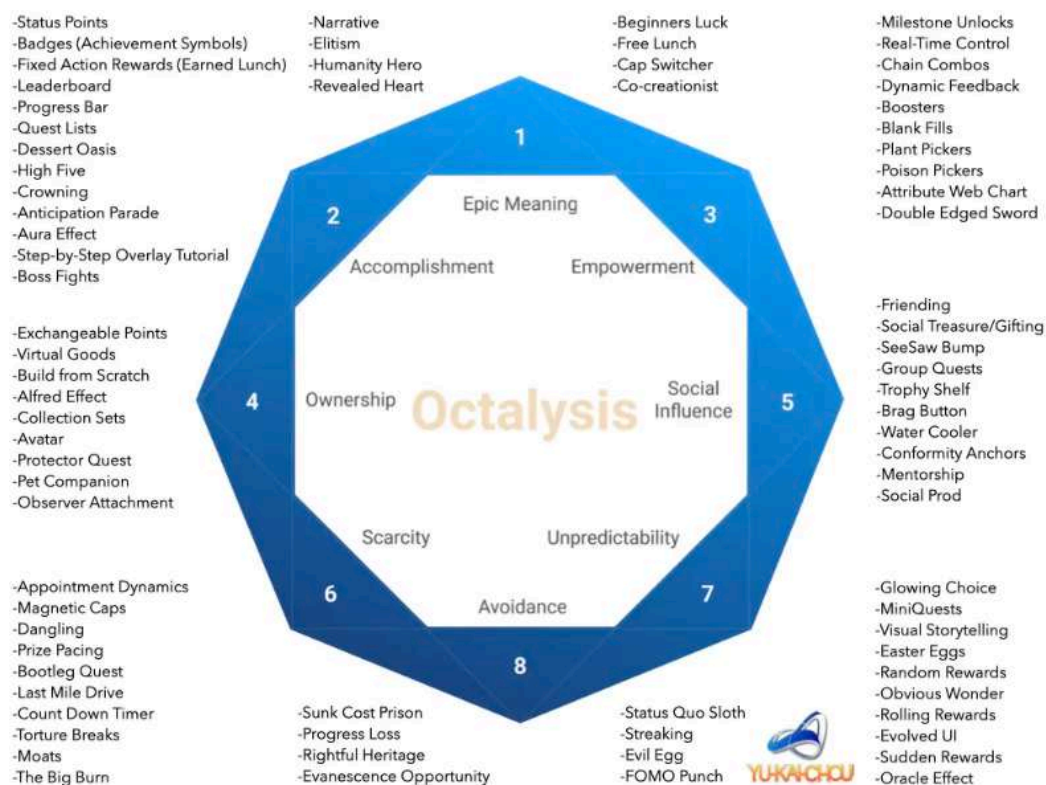 -Status Points
-Badges (Achievement Symbols)
-Fixed Action Rewards (Earned Lunch)
-Leaderboard
-Progress Bar
-Quest Lists
-Dessert Oasis
-High Five
-Crowning
-Anticipation Parade
-Aura Effect
-Step-by-Step Overlay Tutorial
-Boss Fights
-Narrative
-Elitism
-Humanity Hero
-Revealed Heart
-Beginners Luck
-Free Lunch
-Cap Switcher
-Co-creationist
-Milestone Unlocks
-Real-Time Control
-Chain Combos
-Dynamic Feedback
-Boosters
-Blank Fills
-Plant Pickers
-Poison Pickers
-Attribute Web Chart
-Double Edged Sword
1
Epic Meaning
2
Accomplishment
3
Empowerment
-Exchangeable Points
-Virtual Goods
-Build from Scratch
-Alfred Effect
-Collection Sets
-Avatar
-Protector Quest
-Pet Companion
-Observer Attachment
4
Ownership
Octalysis
Social
Influence
5
-Friending
-Social Treasure/Gifting
-SeeSaw Bump
-Group Quests
-Trophy Shelf
-Brag Button
-Water Cooler
-Conformity Anchors
-Mentorship
-Social Prod
Scarcity
6
Unpredictability
7
Avoidance
8
-Appointment Dynamics
-Magnetic Caps
-Dangling
-Prize Pacing
-Bootleg Quest
-Last Mile Drive
-Count Down Timer
-Torture Breaks
-Moats
-The Big Burn
-Sunk Cost Prison
-Progress Loss
-Rightful Heritage
-Evanescence Opportunity
-Status Quo Sloth
-Streaking
-Evil Egg
-FOMO Punch
YU-KAI-CHOU
-Glowing Choice
-MiniQuests
-Visual Storytelling
-Easter Eggs
-Random Rewards
-Obvious Wonder
-Rolling Rewards
-Evolved UI
-Sudden Rewards
-Oracle Effect